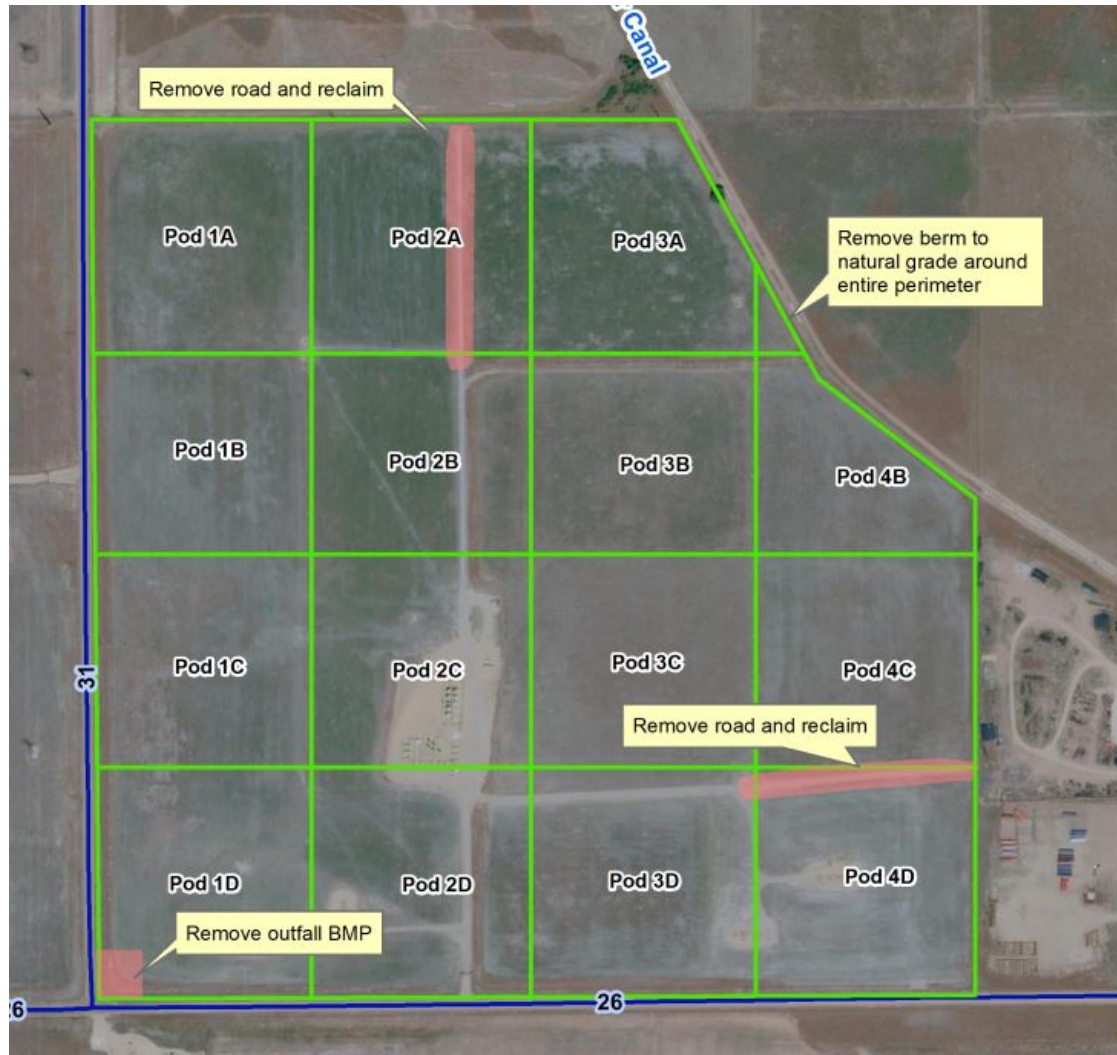 Canal
Remove road and reclaim
Pod 1A
Pod 2A
Pod 3A
Remove berm to
natural grade around
entire perimeter
Pod 1B
Pod 2B
Pod 3B
Pod 4B
31
Pod 1C
Pod 2C
Pod 3C
Pod 4C
Remove road and reclaim
Pod 1D
Pod 2D
Pod 3D
Pod 4D
Remove outfall BMP
26
26